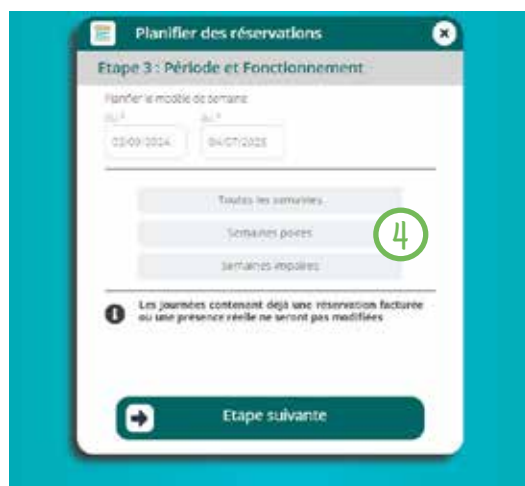 Planifier des réservations
Etape 3 : Période et Fonctionnement
Planifier le modèle de semaine
Du * Au *
02/09/2024 04/07/2025
Toutes les semaines
Semaines paires
4
Semaines impaires
Les journées contenant déjà une réservation facturée
ou une présence réelle ne seront pas modifiées
Etape suivante